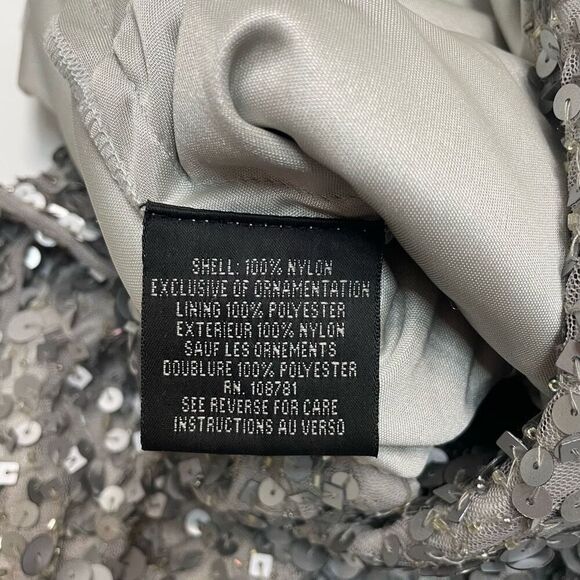 SHELL: 100% NYLON
EXCLUSIVE OF ORNAMENTATION
LINING 100% POLYESTER
EXTERIEUR 100% NYLON
SAUF LES ORNEMENTS
DOUBLURE 100% POLYESTER
RN. 108781
SEE REVERSE FOR CARE
INSTRUCTIONS AU VERSO